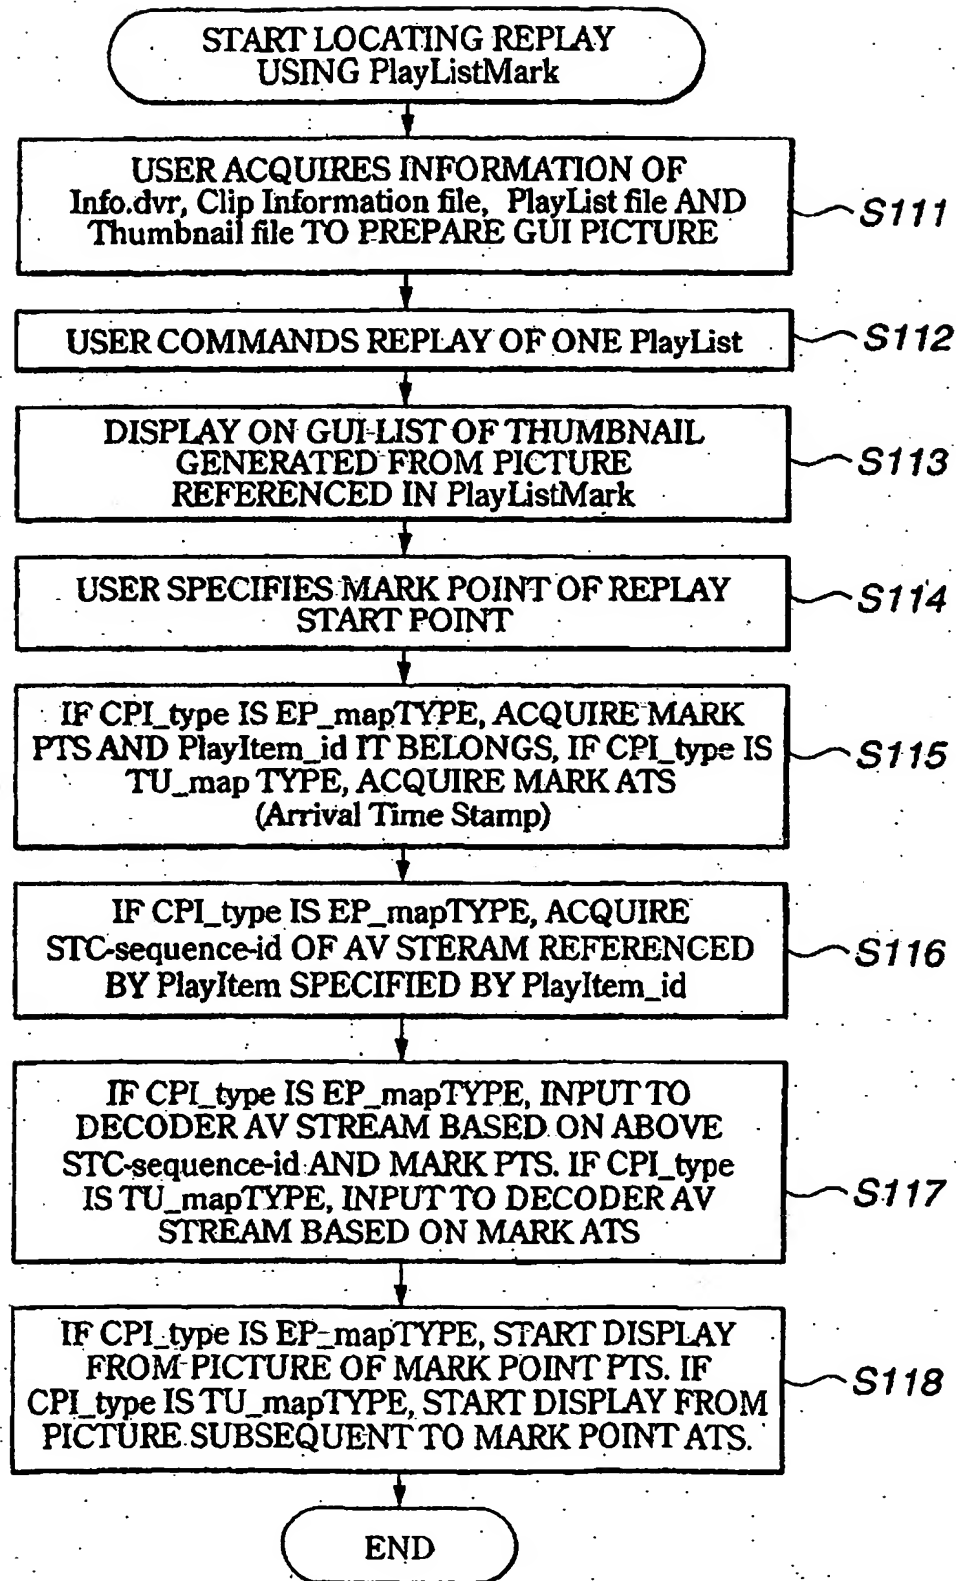 START LOCATING REPLAY
USING PlayListMark
USER ACQUIRES INFORMATION OF
Info.dvr, Clip Information file, PlayList file AND
Thumbnail file TO PREPARE GUI PICTURE
S111
USER COMMANDS REPLAY OF ONE PlayList
S112
DISPLAY ON GUI LIST OF THUMBNAIL
GENERATED FROM PICTURE
REFERENCED IN PlayListMark
S113
USER SPECIFIES MARK POINT OF REPLAY
START POINT
S114
IF CPI_type IS EP_mapTYPE, ACQUIRE MARK
PTS AND PlayItem_id IT BELONGS, IF CPI_type IS
TU_map TYPE, ACQUIRE MARK ATS
(Arrival Time Stamp)
S115
IF CPI_type IS EP_mapTYPE, ACQUIRE
STC-sequence-id OF AV STERAM REFERENCED
BY PlayItem SPECIFIED BY PlayItem_id
S116
IF CPI_type IS EP_mapTYPE, INPUT TO
DECODER AV STREAM BASED ON ABOVE
STC-sequence-id AND MARK PTS. IF CPI_type
IS TU_mapTYPE, INPUT TO DECODER AV
STREAM BASED ON MARK ATS
S117
IF CPI_type IS EP_mapTYPE, START DISPLAY
FROM PICTURE OF MARK POINT PTS. IF
CPI_type IS TU_mapTYPE, START DISPLAY FROM
PICTURE SUBSEQUENT TO MARK POINT ATS.
S118
END